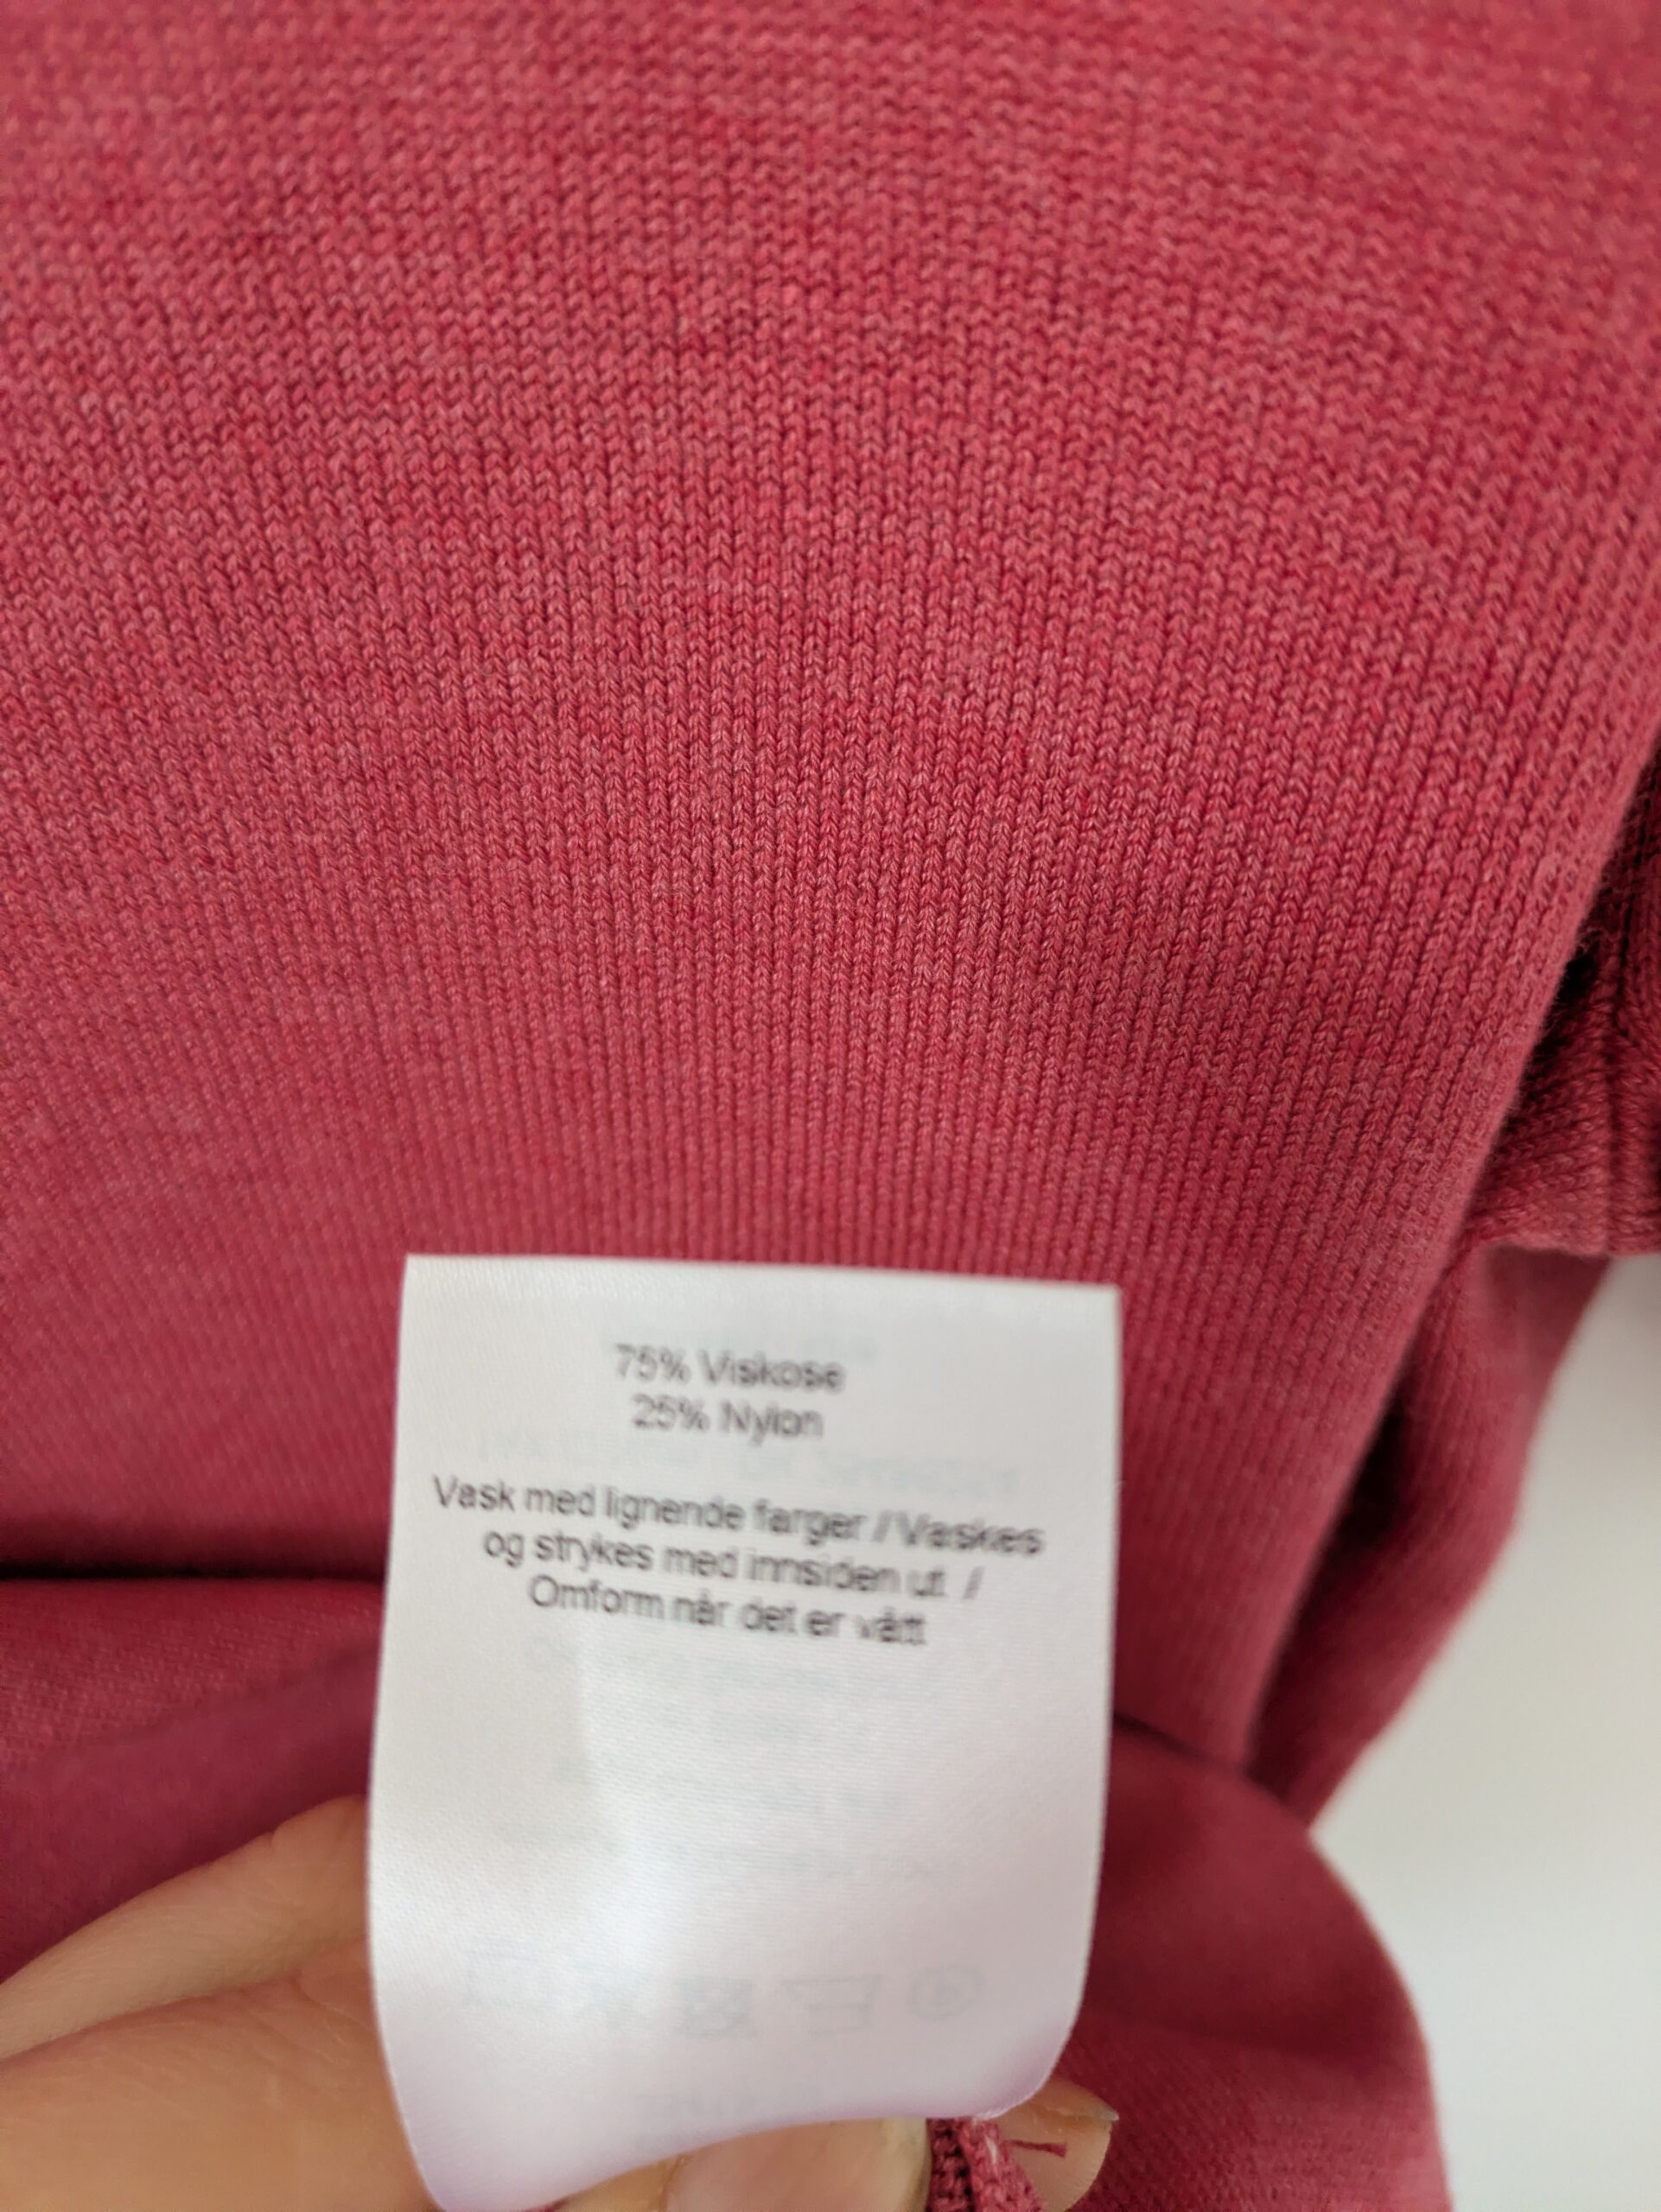 75% Viskose
25% Nylon
Vask med lignende farger / Vaskes
og strykes med innsiden ut. /
Omform når det er vått